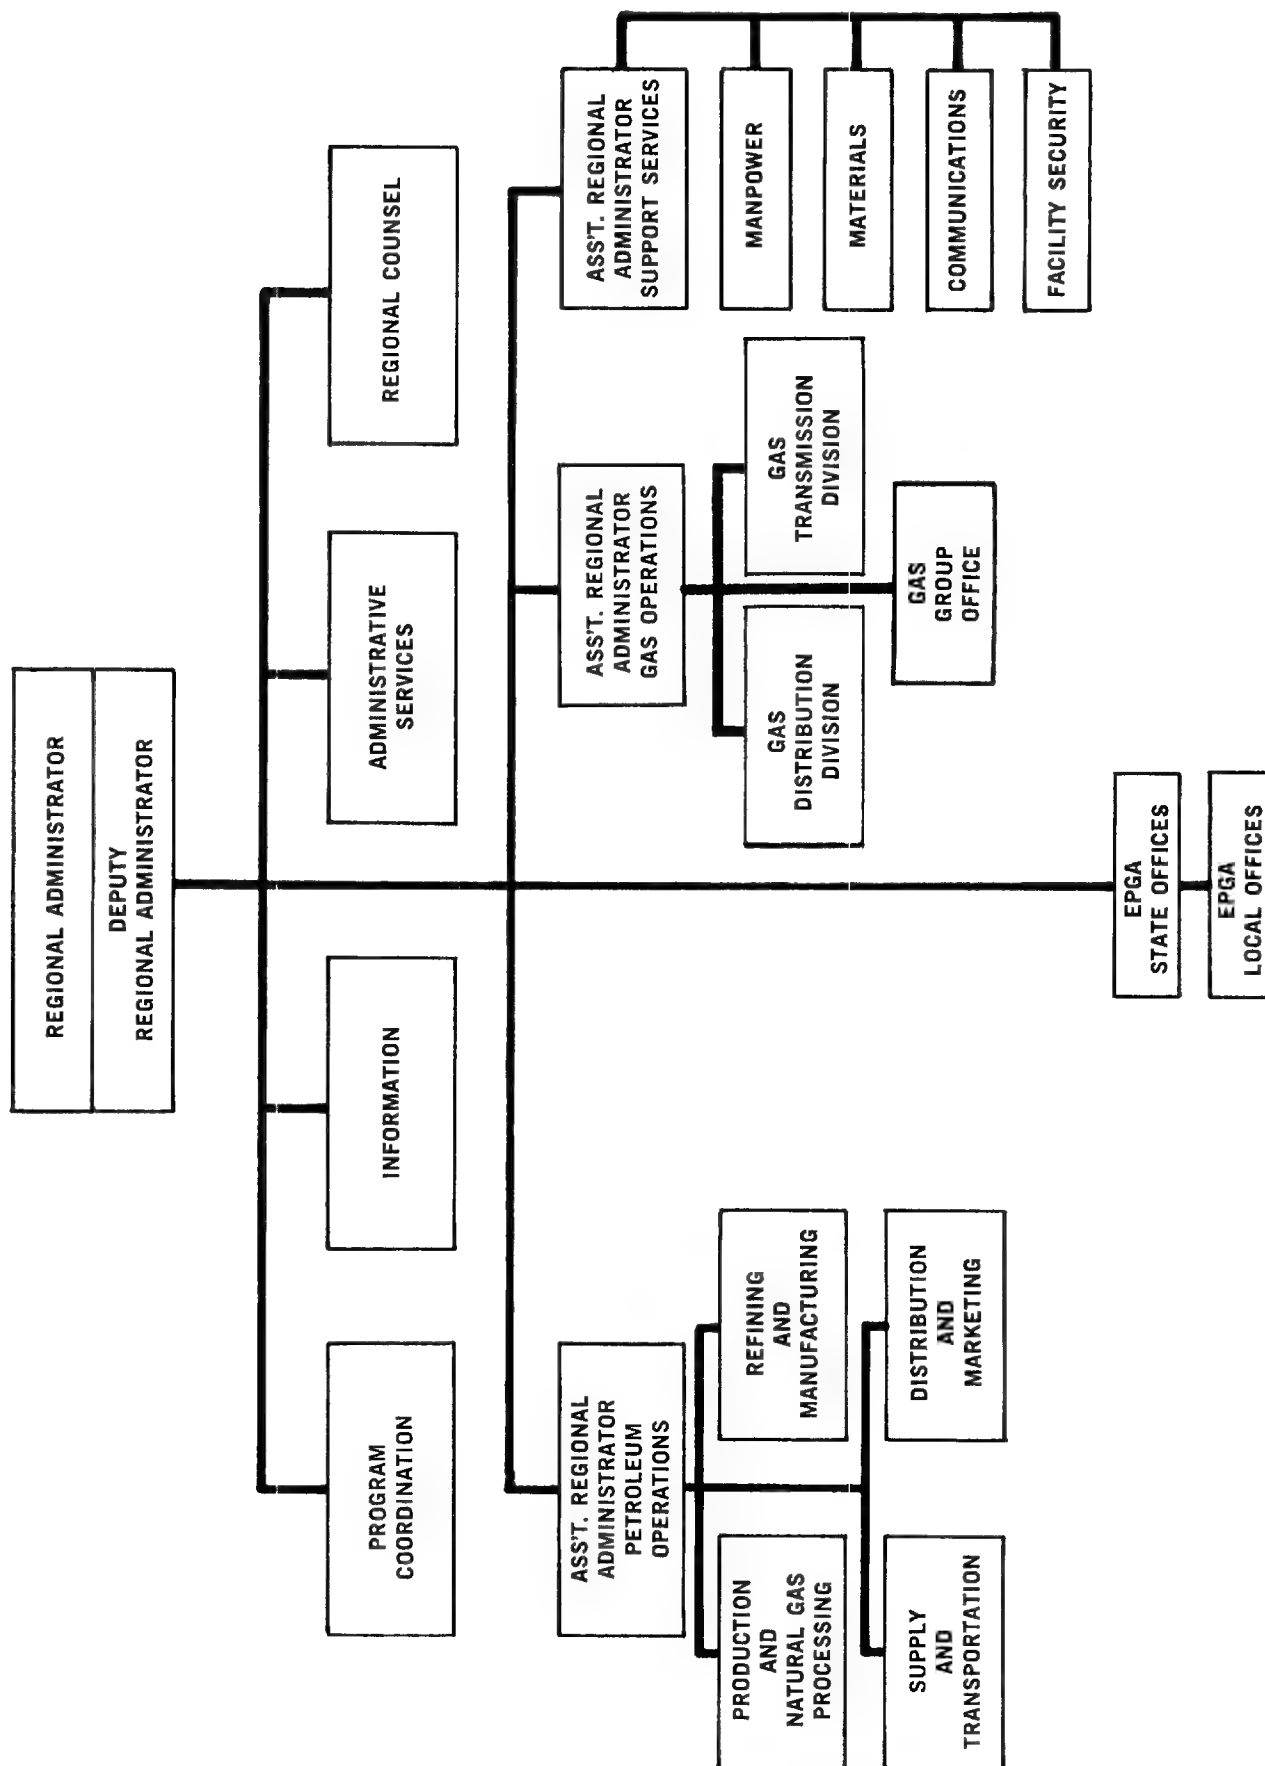 REGIONAL ADMINISTRATOR
DEPUTY
REGIONAL ADMINISTRATOR
PROGRAM
COORDINATION
INFORMATION
ADMINISTRATIVE
SERVICES
REGIONAL COUNSEL
ASS'T. REGIONAL
ADMINISTRATOR
PETROLEUM
OPERATIONS
PRODUCTION
AND
NATURAL GAS
PROCESSING
REFINING
AND
MANUFACTURING
SUPPLY
AND
TRANSPORTATION
DISTRIBUTION
AND
MARKETING
ASS'T. REGIONAL
ADMINISTRATOR
GAS OPERATIONS
GAS
DISTRIBUTION
DIVISION
GAS
TRANSMISSION
DIVISION
GAS
GROUP
OFFICE
ASS'T. REGIONAL
ADMINISTRATOR
SUPPORT SERVICES
MANPOWER
MATERIALS
COMMUNICATIONS
FACILITY SECURITY
EPGA
STATE OFFICES
EPGA
LOCAL OFFICES